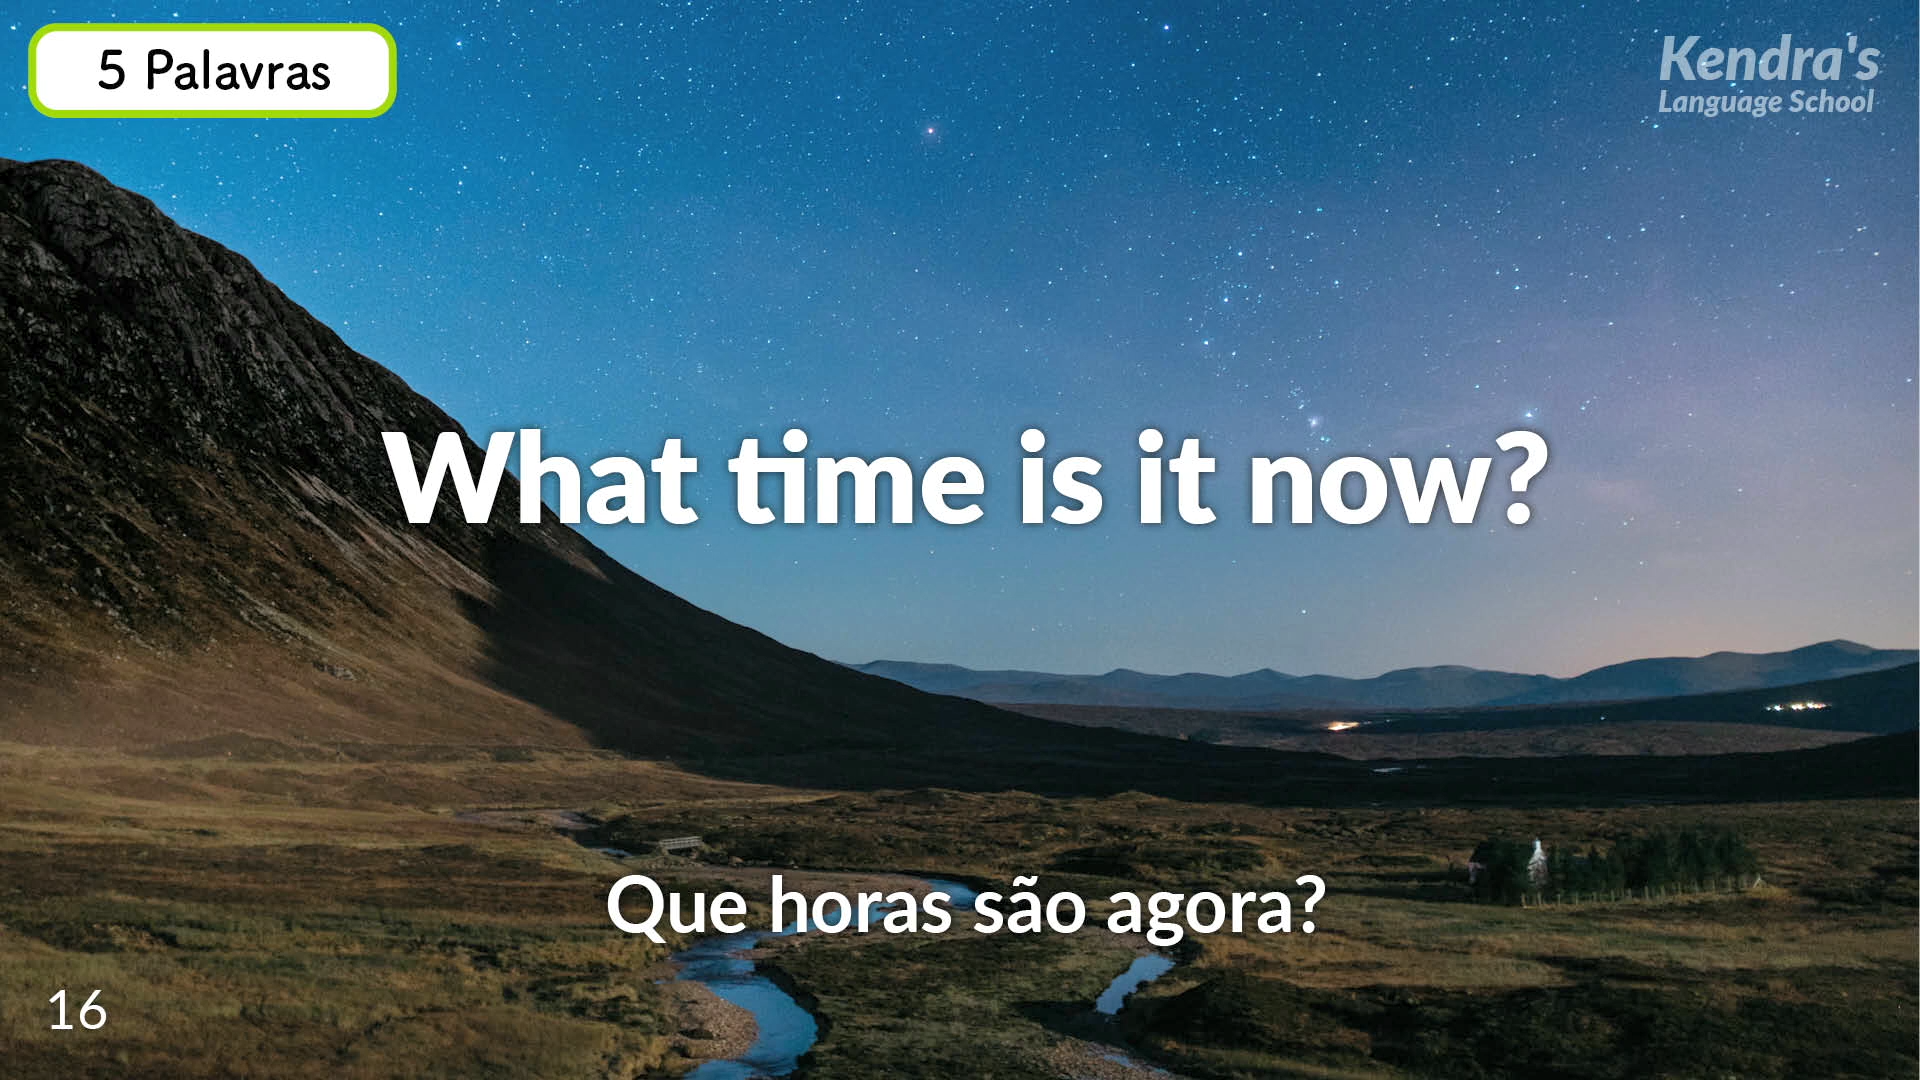 5 Palavras
Kendra's
Language School
What time is it now?
Que horas são agora?
16